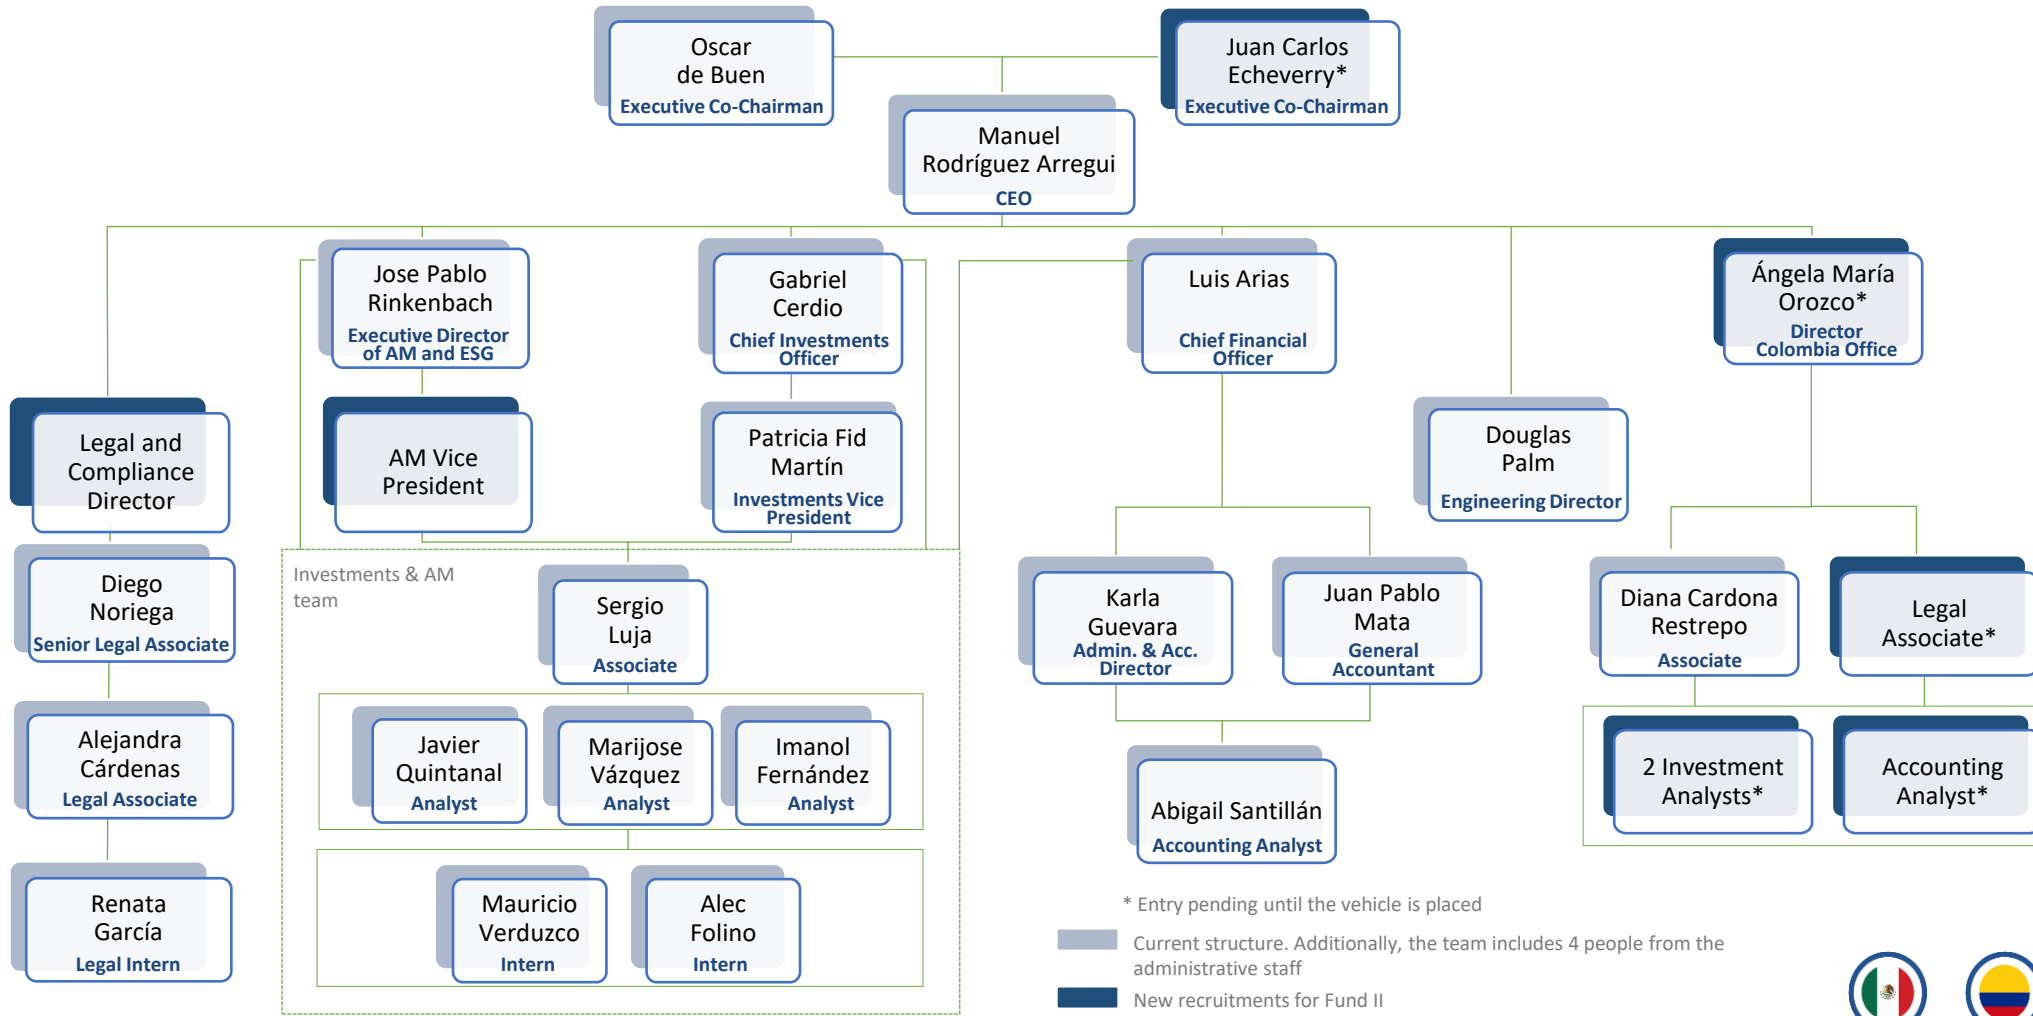 Oscar
de Buen
Executive Co-Chairman
Juan Carlos
Echeverry*
Executive Co-Chairman
Manuel
Rodríguez Arregui
CEO
Jose Pablo
Rinkenbach
Executive Director
of AM and ESG
Gabriel
Cerdio
Chief Investments
Officer
Luis Arias
Chief Financial
Officer
Ángela María
Orozco*
Director
Colombia Office
Legal and
Compliance
Director
AM Vice
President
Patricia Fid
Martín
Investments Vice
President
Douglas
Palm
Engineering Director
Diego
Noriega
Senior Legal Associate
Investments & AM
team
Sergio
Luja
Associate
Karla
Guevara
Admin. & Acc.
Director
Juan Pablo
Mata
General
Accountant
Diana Cardona
Restrepo
Associate
Legal
Associate*
Alejandra
Cárdenas
Legal Associate
Javier
Quintanal
Analyst
Marijose
Vázquez
Analyst
Imanol
Fernández
Analyst
Abigail Santillán
Accounting Analyst
2 Investment
Analysts*
Accounting
Analyst*
Renata
García
Legal Intern
Mauricio
Verduzco
Intern
Alec
Folino
Intern
* Entry pending until the vehicle is placed
Current structure. Additionally, the team includes 4 people from the
administrative staff
New recruitments for Fund II